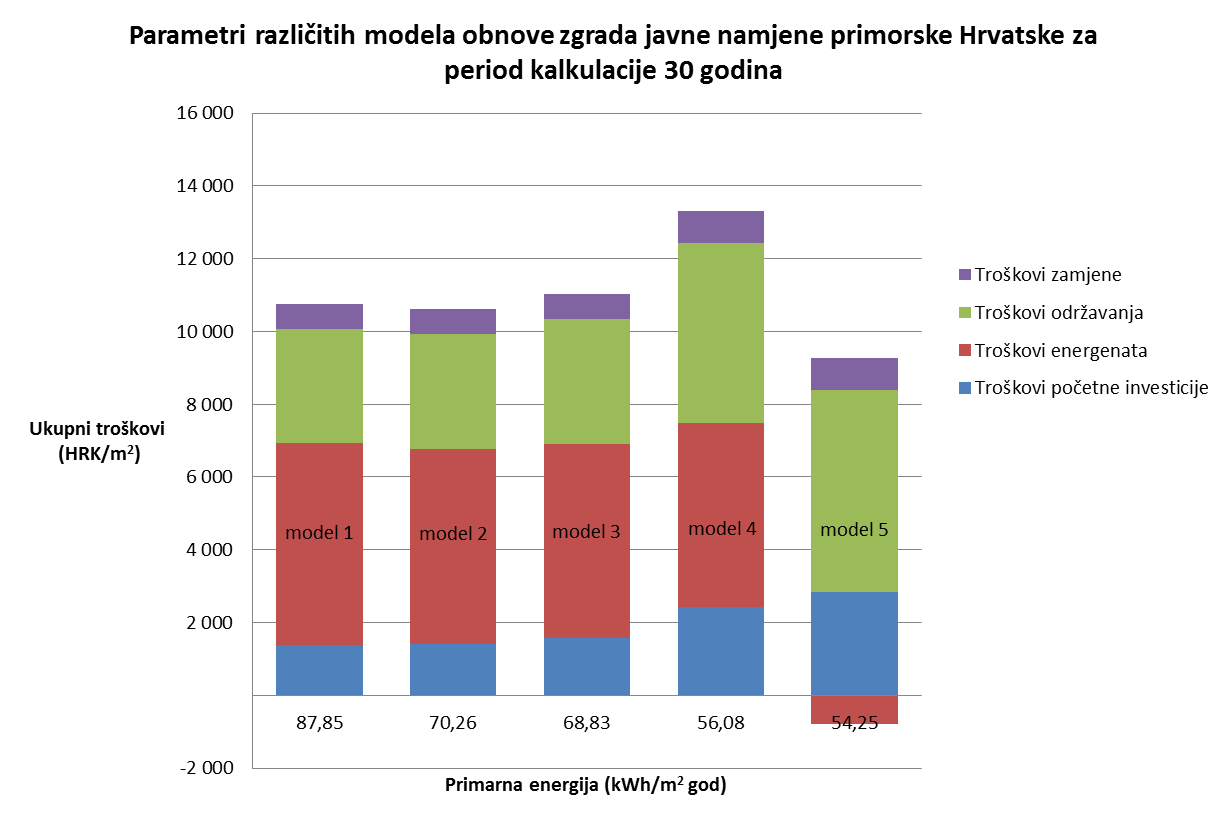 Parametri različitih modela obnove zgrada javne namjene primorske Hrvatske za
period kalkulacije 30 godina
16 000
14 000
12 000
10 000
8 000
6 000
4 000
2 000
-2 000
Ukupni troškovi
(HRK/m²)
model 1
model 2
model 3
model 4
model 5
87,85
70,26
68,83
56,08
54,25
Primarna energija (kWh/m² god)
Troškovi zamjene
Troškovi održavanja
Troškovi energenata
Troškovi početne investicije